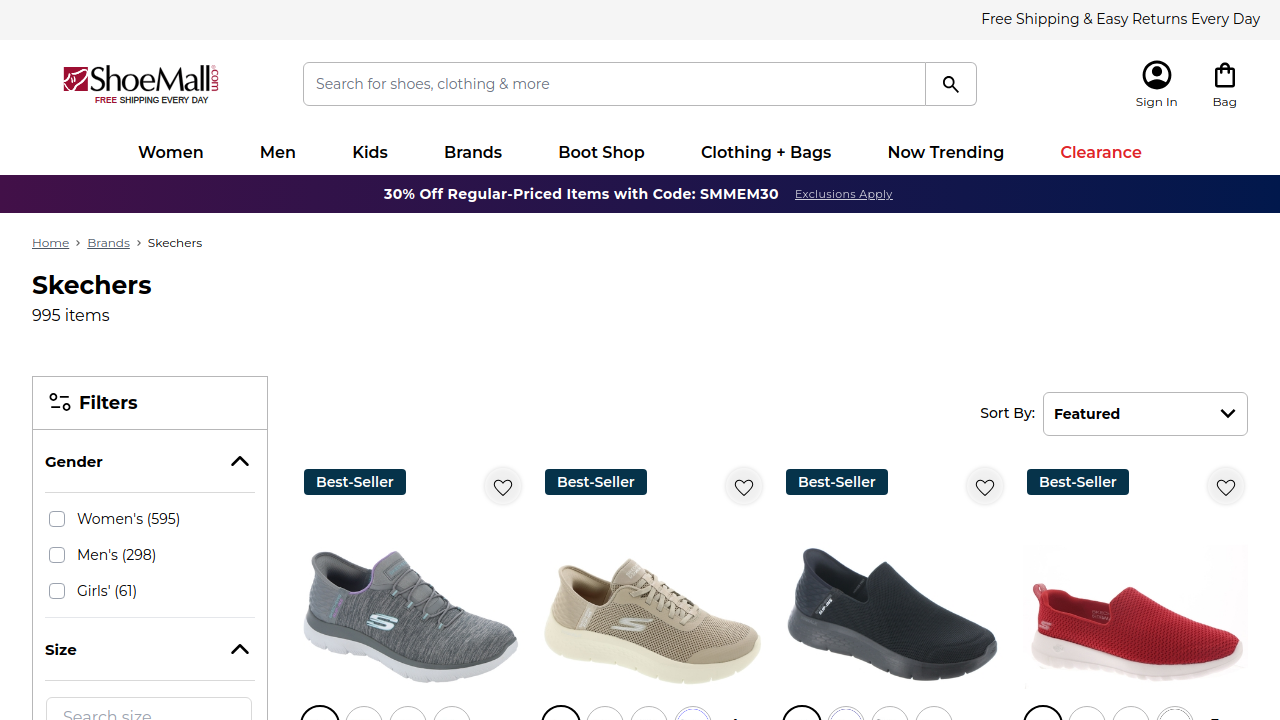 Free Shipping & Easy Returns Every Day
ShoeMall.com
FREE SHIPPING EVERY DAY
Search for shoes, clothing & more
Sign In
Bag
Women
Men
Kids
Brands
Boot Shop
Clothing + Bags
Now Trending
Clearance
30% Off Regular-Priced Items with Code: SMMEM30
Exclusions Apply
Home
Brands
Skechers
Skechers
995 items
Filters
Sort By:
Featured
Gender
Women's (595)
Men's (298)
Girls' (61)
Size
Search size
Best-Seller
Best-Seller
Best-Seller
Best-Seller